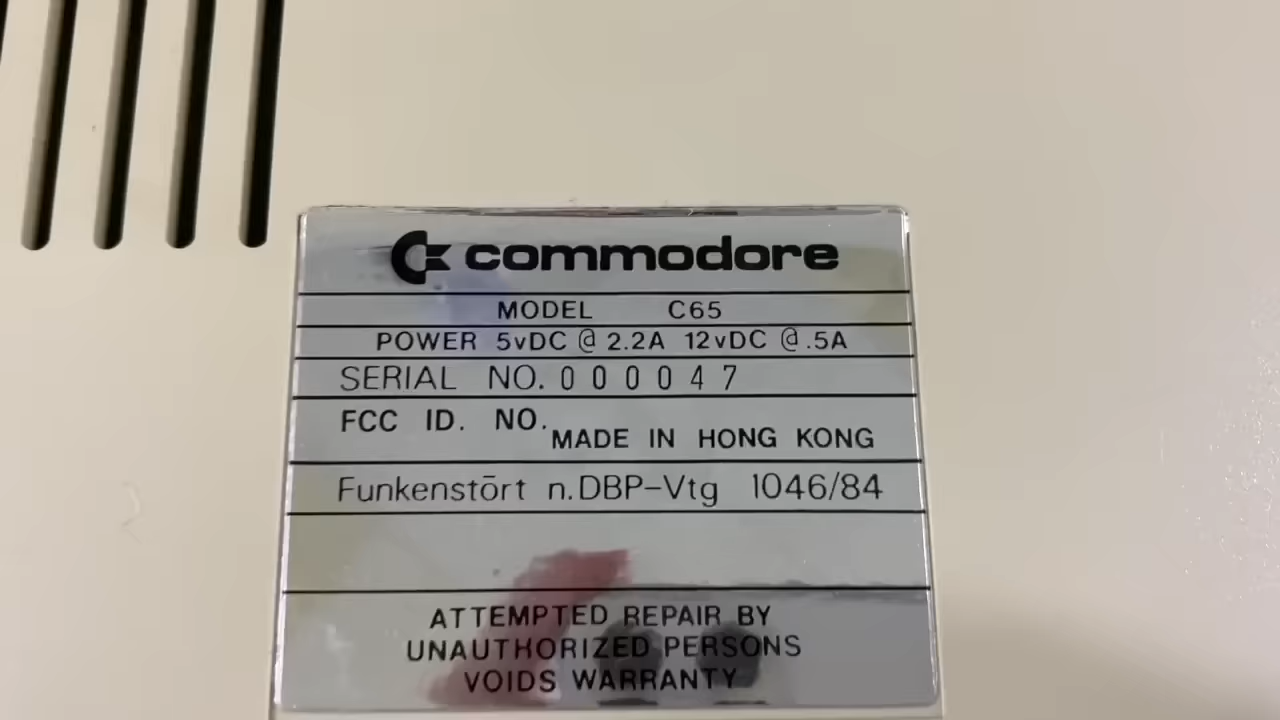 commodore
MODEL C65
POWER 5vDC @ 2.2A 12vDC @ .5A
SERIAL NO. 000047
FCC ID. NO.
MADE IN HONG KONG
Funkenstōrt n.DBP-Vtg 1046/84
ATTEMPTED REPAIR BY
UNAUTHORIZED PERSONS
VOIDS WARRANTY